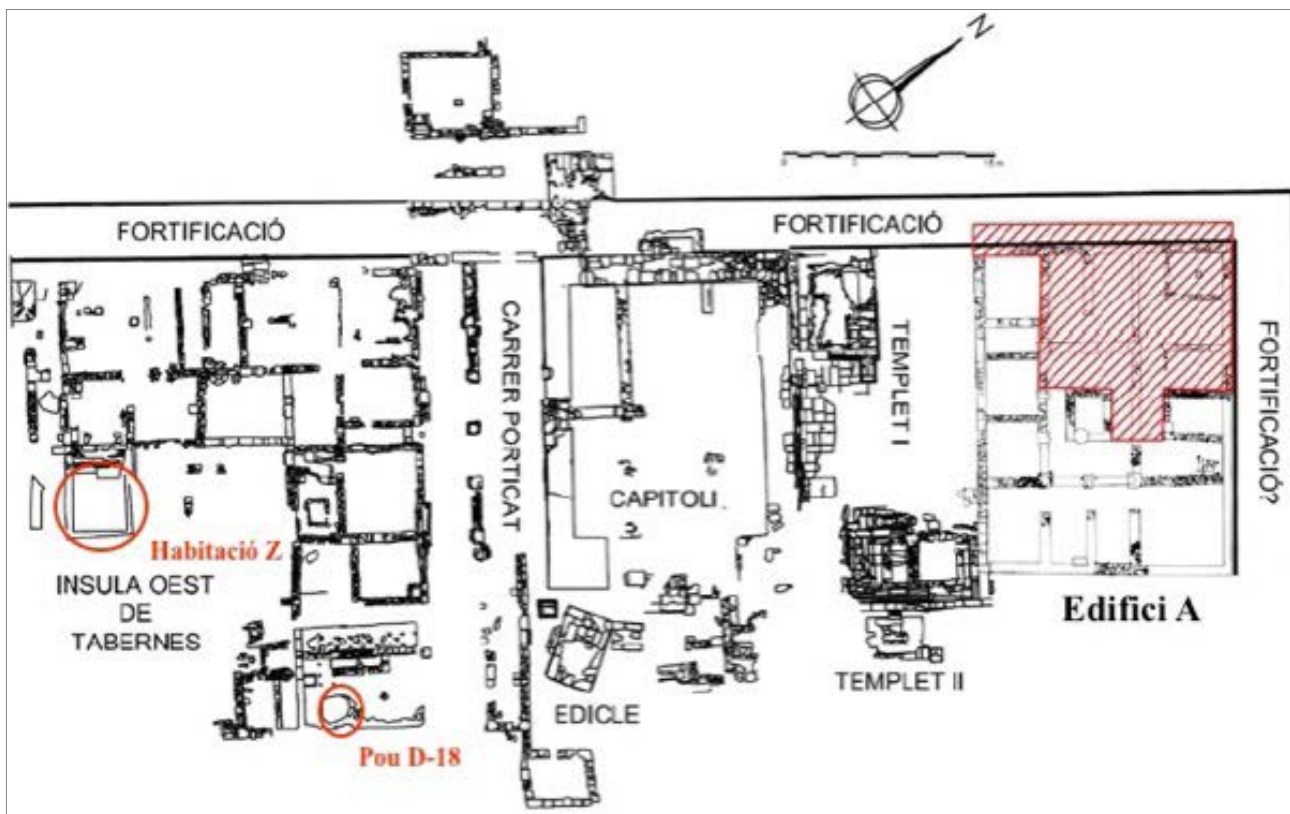 N
FORTIFICACIÓ
FORTIFICACIÓ
CARRER PORTICAT
TEMPLET I
FORTIFICACIÓ?
CAPITOLI
Habitació Z
INSULA OEST
DE
TABERNES
Edifici A
TEMPLET II
EDICLE
Pou D-18